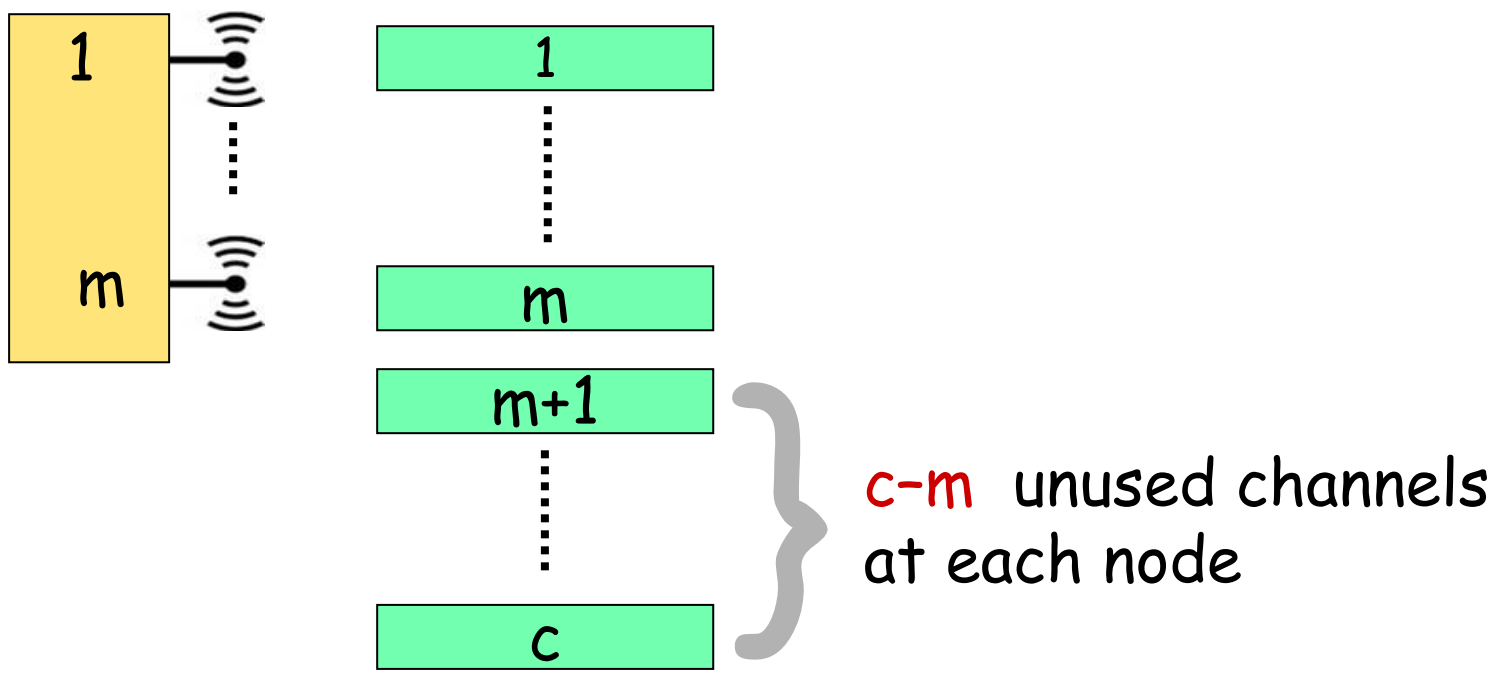 1
m
1
m
m+1
c
c-m unused channels
at each node